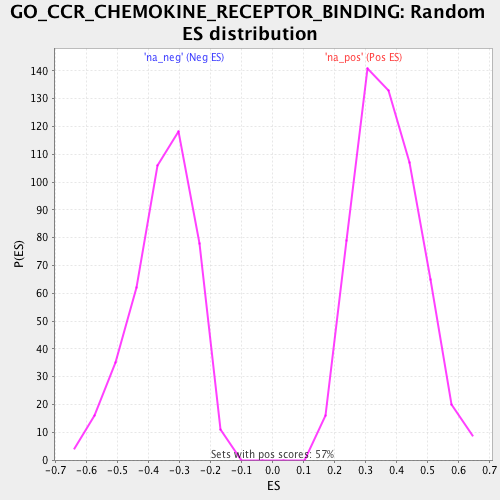 GO_CCR_CHEMOKINE_RECEPTOR_BINDING: Random
ES distribution
'na_neg' (Neg ES) 'na_pos' (Pos ES)
140
130
120
110
100
90
80
70
60
50
40
30
20
10
0
P(ES)
Sets with pos scores: 57%
-0.7 -0.6 -0.5 -0.4 -0.3 -0.2 -0.1 0.0 0.1 0.2 0.3 0.4 0.5 0.6 0.7
ES